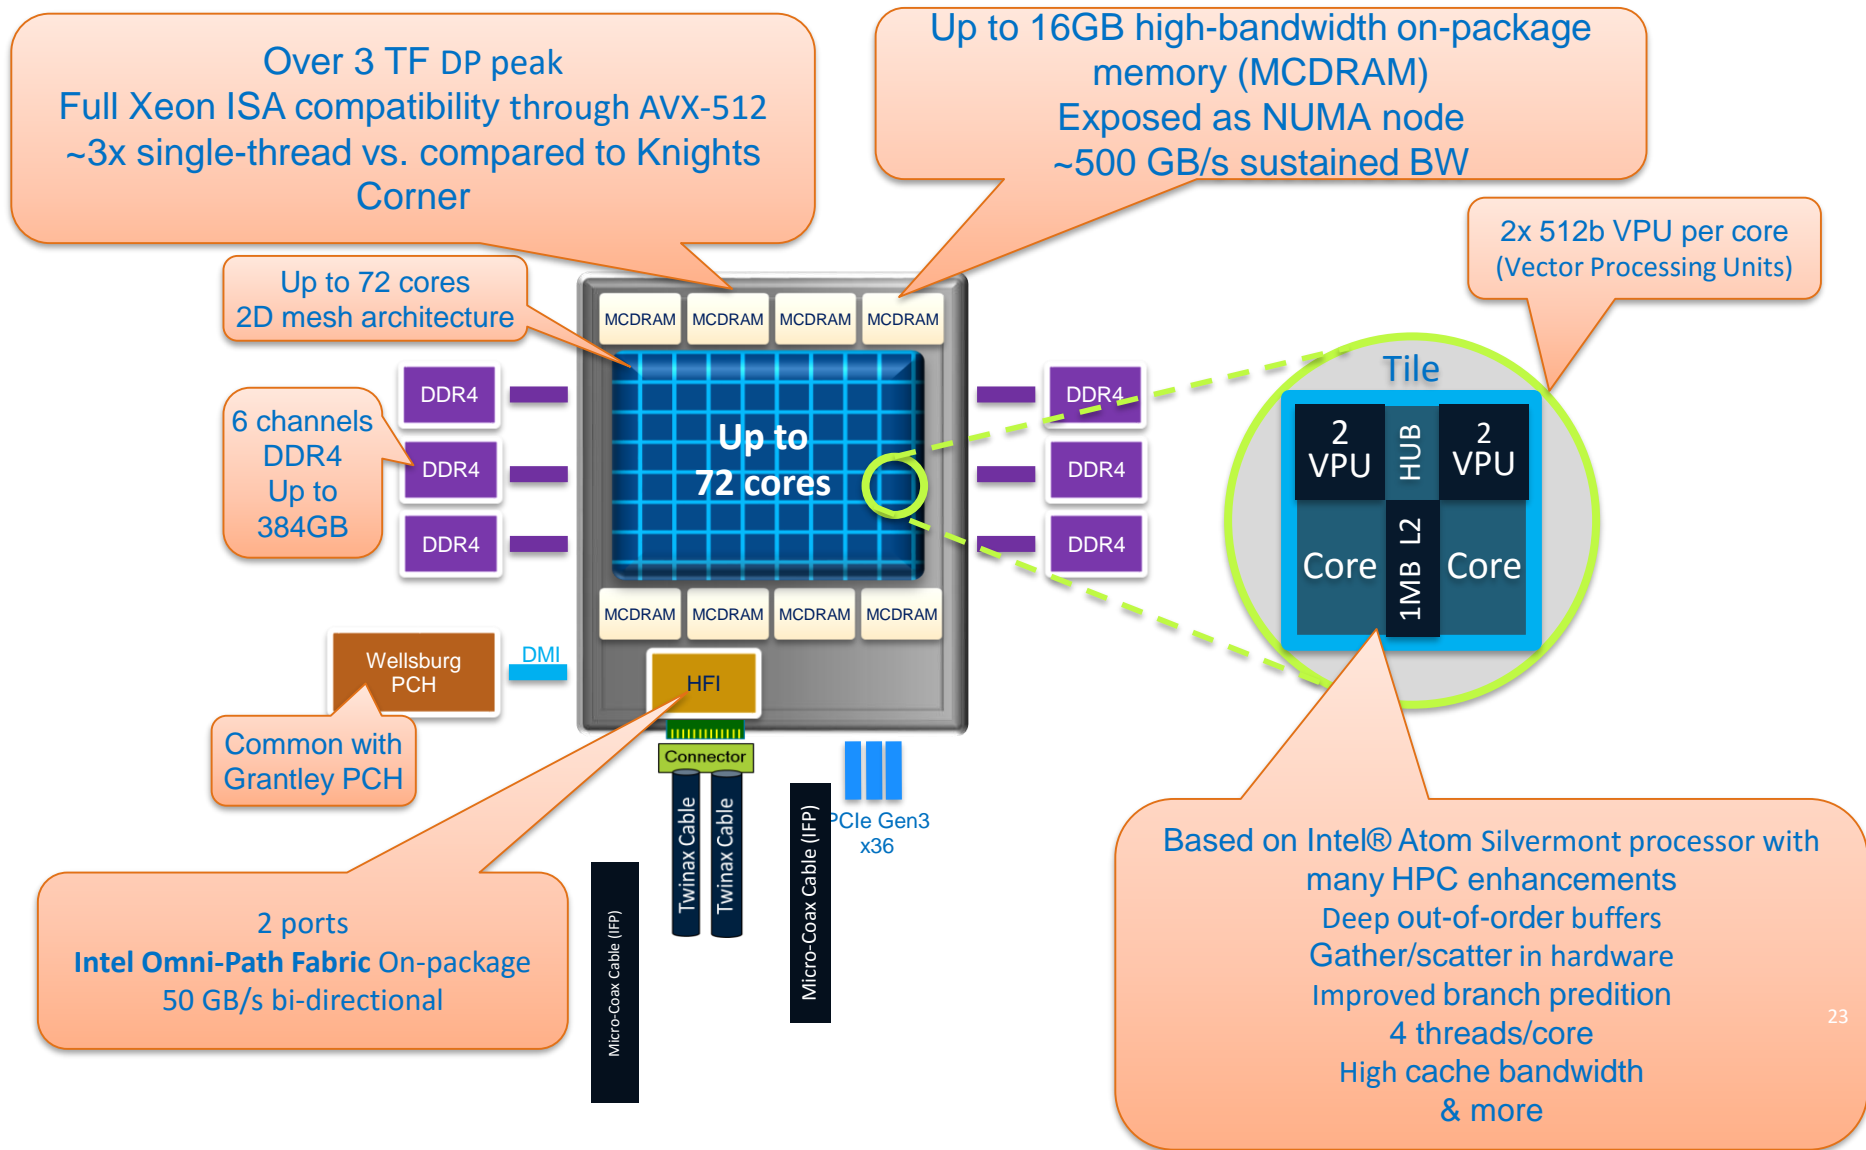 Over 3 TF DP peak
Full Xeon ISA compatibility through AVX-512
~3x single-thread vs. compared to Knights
Corner
Up to 16GB high-bandwidth on-package
memory (MCDRAM)
Exposed as NUMA node
~500 GB/s sustained BW
2x 512b VPU per core
(Vector Processing Units)
Up to 72 cores
2D mesh architecture
MCDRAM
MCDRAM
MCDRAM
MCDRAM
Tile
DDR4
DDR4
6 channels
DDR4
Up to
384GB
DDR4
DDR4
DDR4
DDR4
Up to
72 cores
2
VPU
HUB
2
VPU
Core
1MB L2
Core
MCDRAM
MCDRAM
MCDRAM
MCDRAM
Wellsburg
PCH
DMI
HFI
Common with
Grantley PCH
Connector
Twinax Cable
Twinax Cable
Micro-Coax Cable (IFP)
PCIe Gen3
x36
Micro-Coax Cable (IFP)
2 ports
Intel Omni-Path Fabric On-package
50 GB/s bi-directional
Based on Intel® Atom Silvermont processor with
many HPC enhancements
Deep out-of-order buffers
Gather/scatter in hardware
Improved branch predition
4 threads/core
High cache bandwidth
& more
23